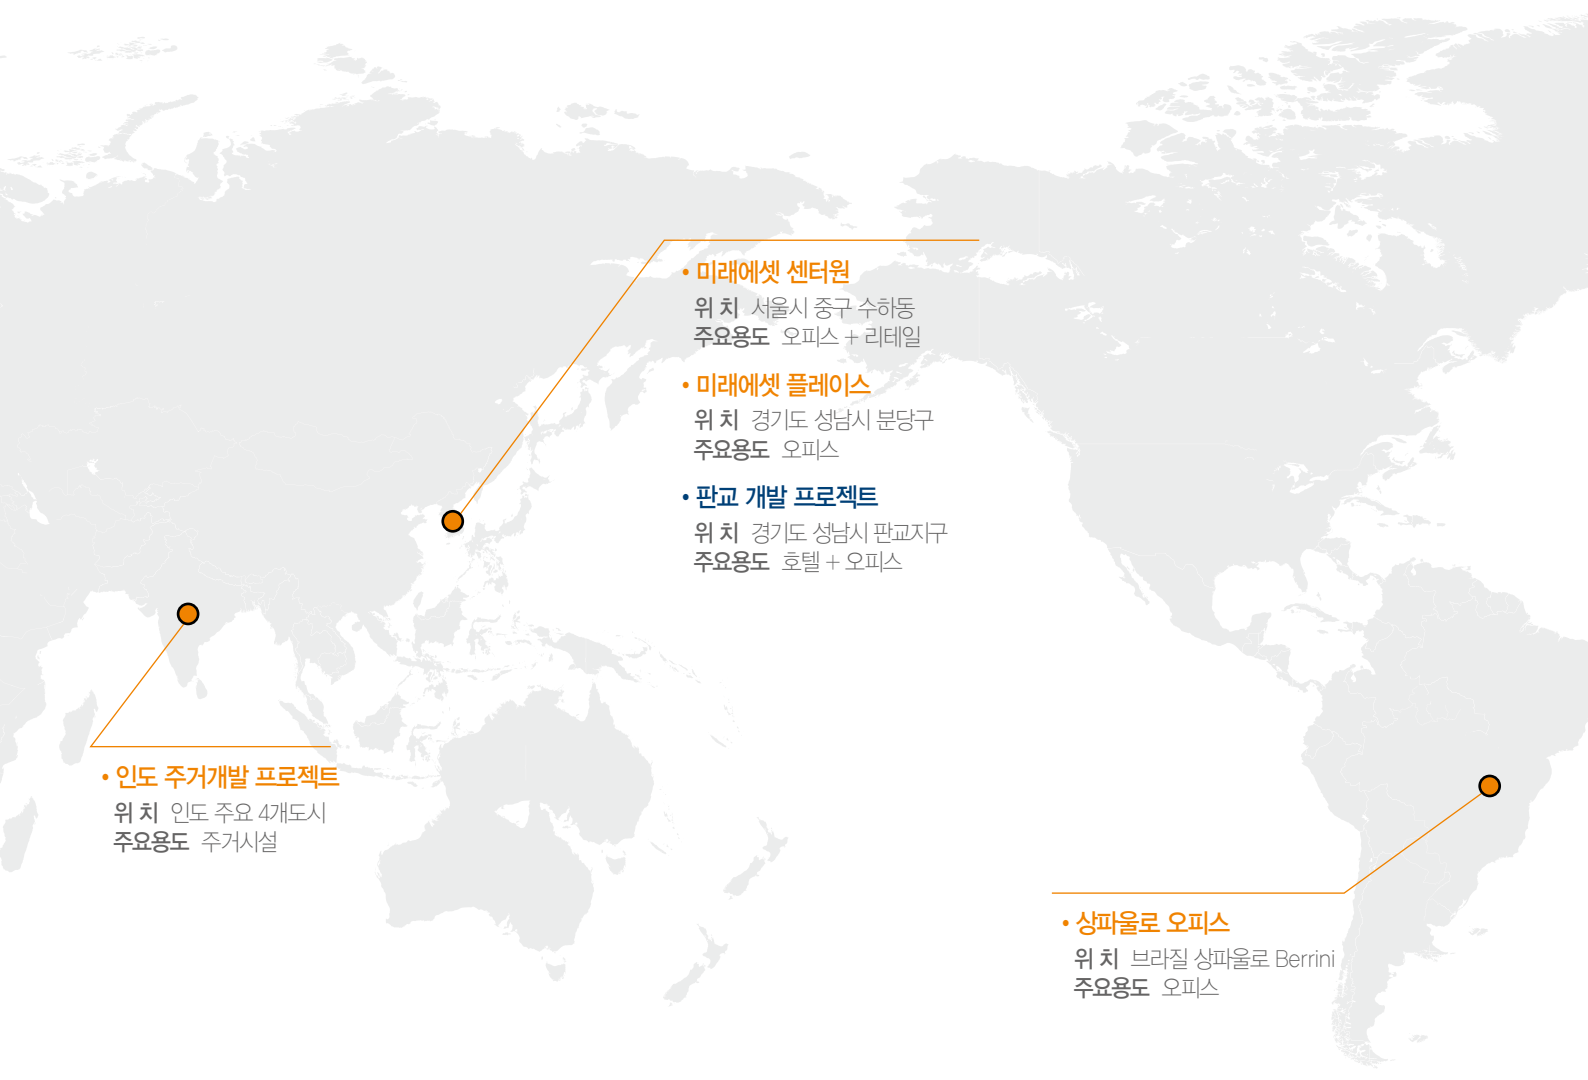 • 미래에셋 센터원
위 치 서울시 중구 수하동
주요용도 오피스 + 리테일
• 미래에셋 플레이스
위 치 경기도 성남시 분당구
주요용도 오피스
• 판교 개발 프로젝트
위 치 경기도 성남시 판교지구
주요용도 호텔 + 오피스
• 인도 주거개발 프로젝트
위 치 인도 주요 4개도시
주요용도 주거시설
• 상파울로 오피스
위 치 브라질 상파울로 Berrini
주요용도 오피스